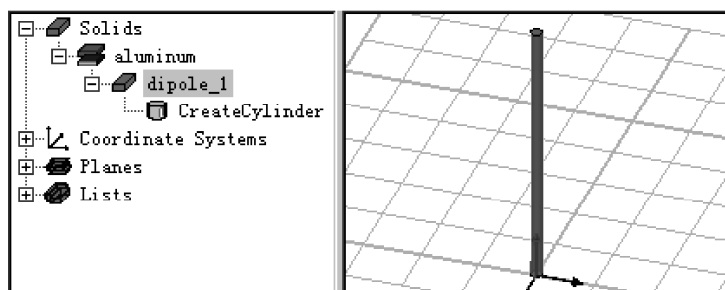 Solids
aluminum
dipole_1
CreateCylinder
Coordinate Systems
Planes
Lists